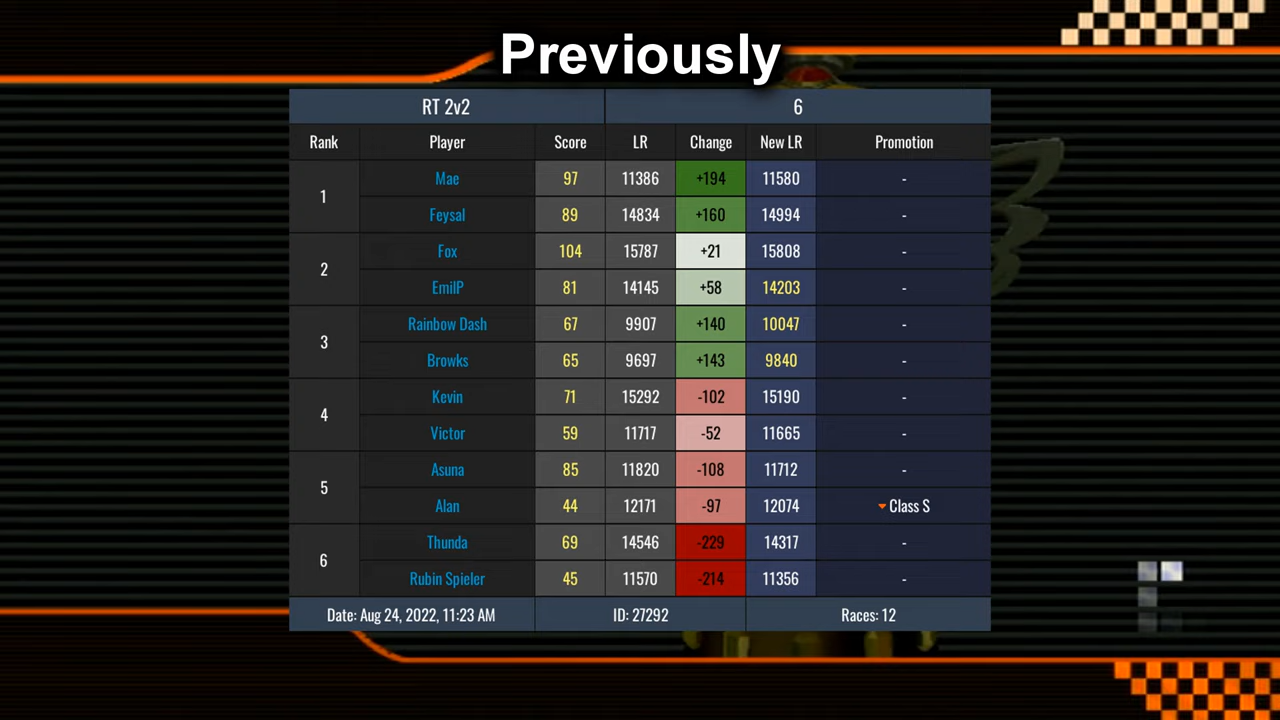 Previously
RT 2v2 6
Rank Player Score LR Change New LR Promotion
1
Mae 97 11386 +194 11580 -
Feysal 89 14834 +160 14994 -
2
Fox 104 15787 +21 15808 -
EmilP 81 14145 +58 14203 -
3
Rainbow Dash 67 9907 +140 10047 -
Browks 65 9697 +143 9840 -
4
Kevin 71 15292 -102 15190 -
Victor 59 11717 -52 11665 -
5
Asuna 85 11820 -108 11712 -
Alan 44 12171 -97 12074 Class S
6
Thunda 69 14546 -229 14317 -
Rubin Spieler 45 11570 -214 11356 -
Date: Aug 24, 2022, 11:23 AM ID: 27292 Races: 12